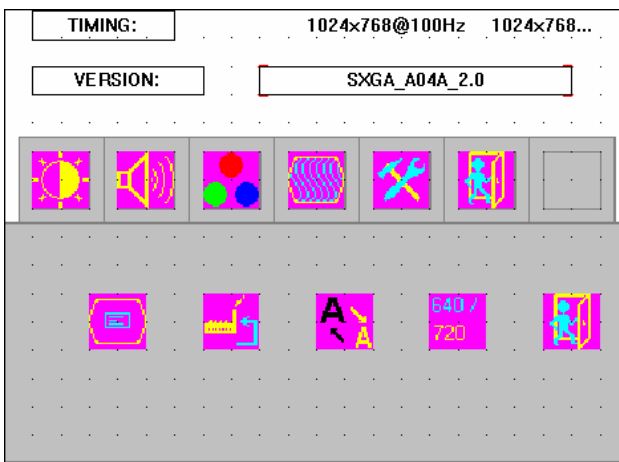 TIMING: 1024x768@100Hz 1024x768...
VERSION: SXGA_A04A_2.0
A A
640 /
720